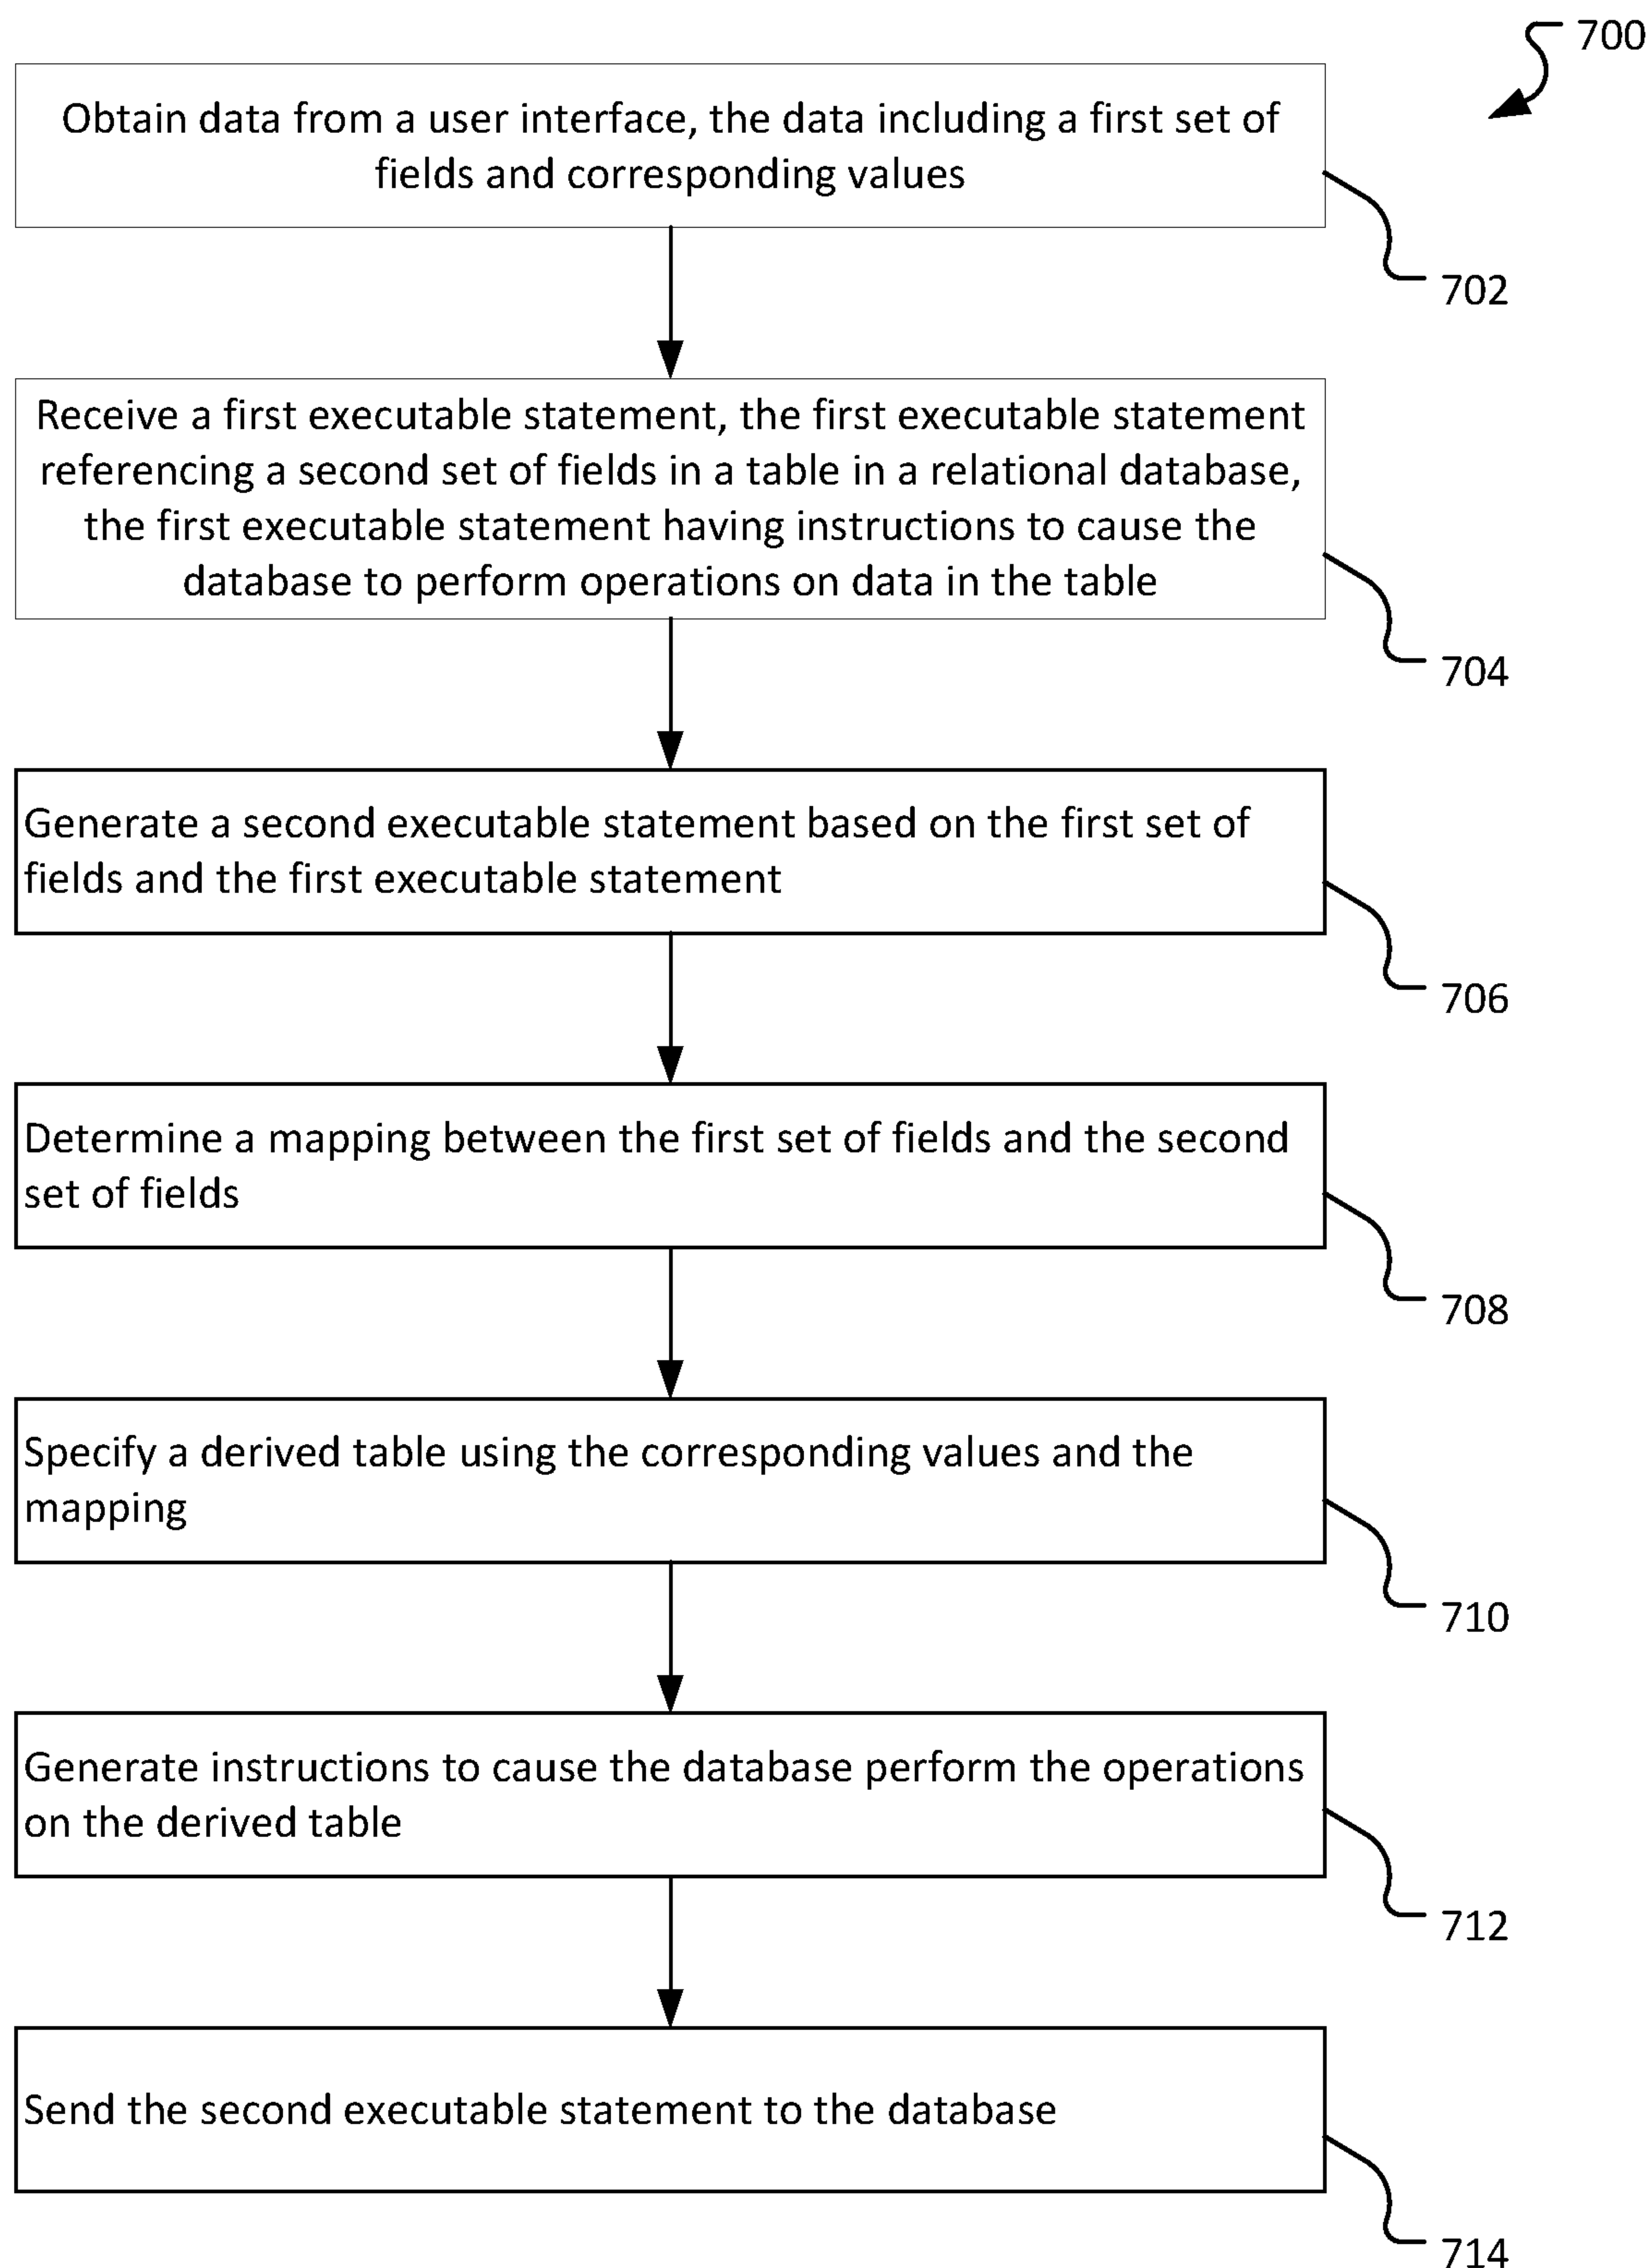 700
Obtain data from a user interface, the data including a first set of
fields and corresponding values
702
Receive a first executable statement, the first executable statement
referencing a second set of fields in a table in a relational database,
the first executable statement having instructions to cause the
database to perform operations on data in the table
704
Generate a second executable statement based on the first set of
fields and the first executable statement
706
Determine a mapping between the first set of fields and the second
set of fields
708
Specify a derived table using the corresponding values and the
mapping
710
Generate instructions to cause the database perform the operations
on the derived table
712
Send the second executable statement to the database
714